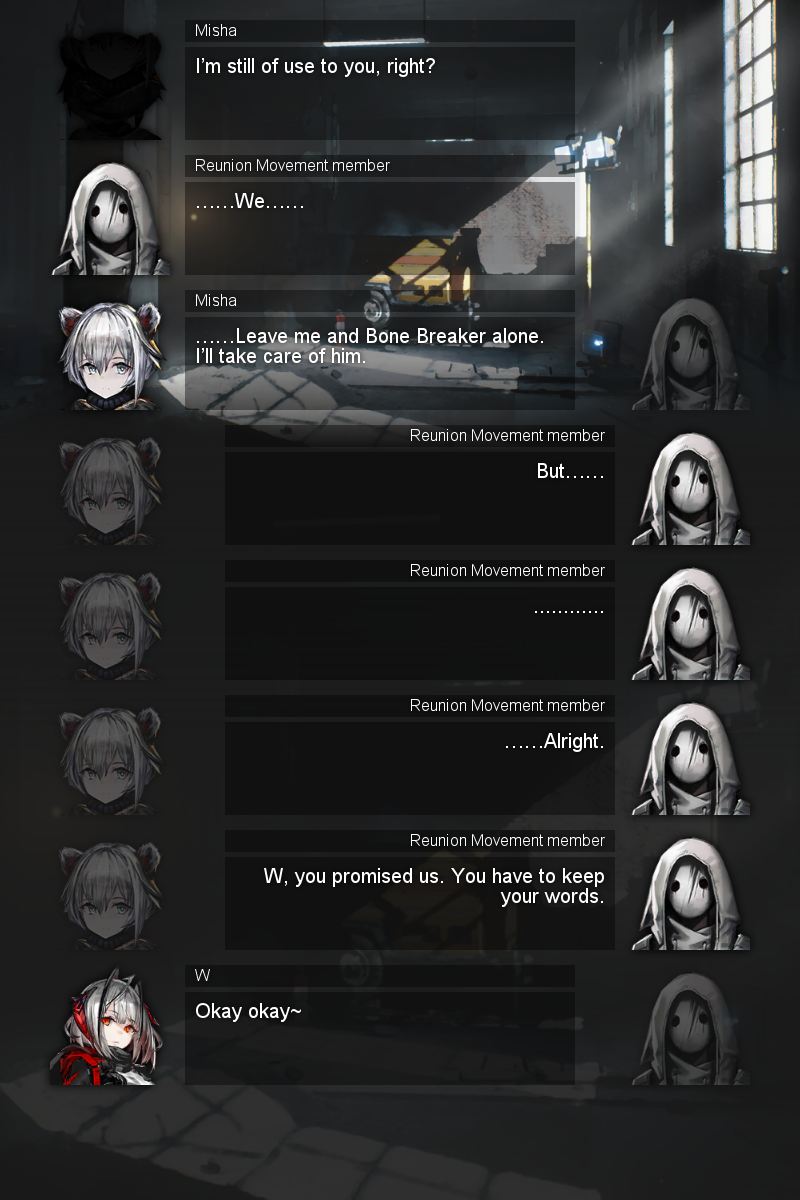 Misha
I'm still of use to you, right?
Reunion Movement member
……We……
Misha
……Leave me and Bone Breaker alone.
I'll take care of him.
Reunion Movement member
But……
Reunion Movement member
…………
Reunion Movement member
……Alright.
Reunion Movement member
W, you promised us. You have to keep
your words.
W
Okay okay~